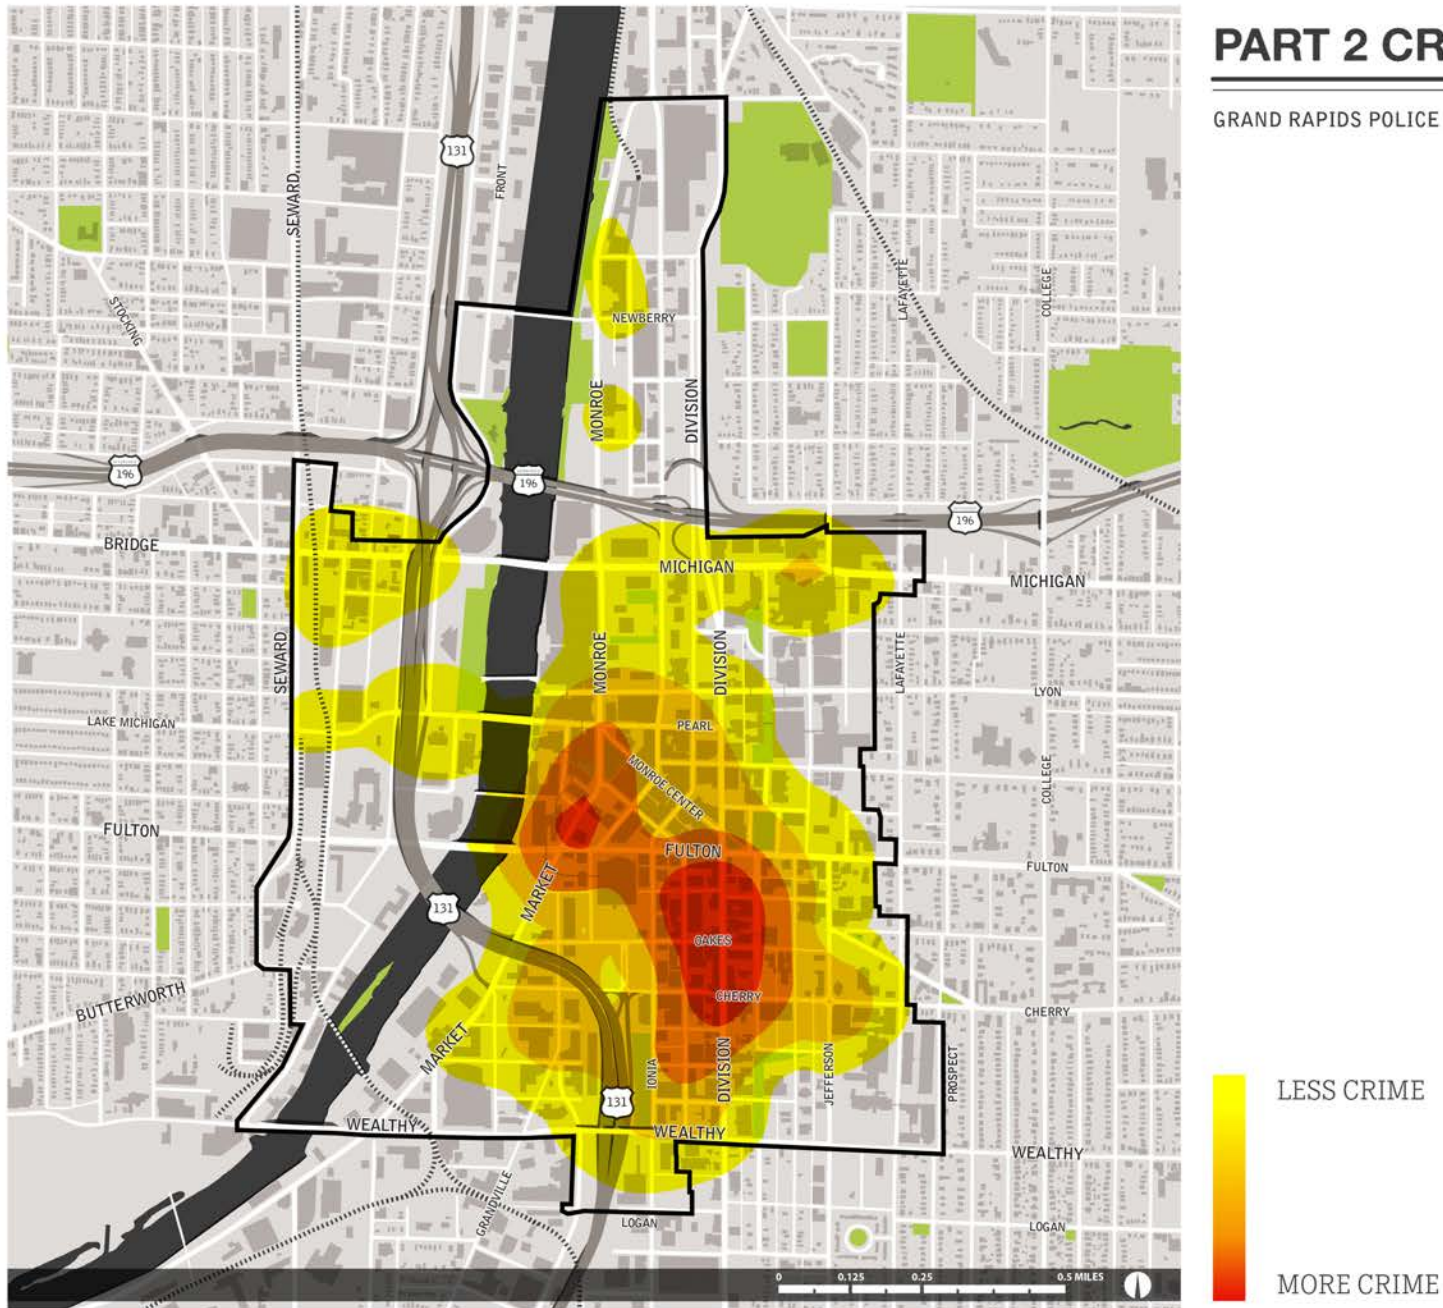 PART 2 CR
GRAND RAPIDS POLICE
131
FRONT
SEWARD
STOCKING
LAFAYETTE
COLLEGE
NEWBERRY
MONROE
DIVISION
196
196
196
BRIDGE
MICHIGAN
MICHIGAN
SEWARD
MONROE
DIVISION
LAFAYETTE
LYON
LAKE MICHIGAN
PEARL
MONROE CENTER
COLLEGE
FULTON
FULTON
FULTON
MARKET
131
OAKES
CHERRY
CHERRY
BUTTERWORTH
MARKET
IONIA
DIVISION
JEFFERSON
PROSPECT
131
WEALTHY
WEALTHY
WEALTHY
GRANDVILLE
LOGAN
LOGAN
0 0.125 0.25 0.5 MILES
LESS CRIME
MORE CRIME